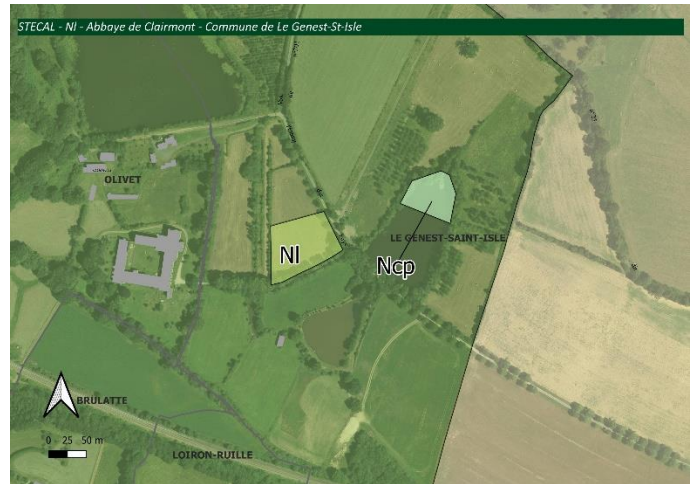 STECAL - Nl - Abbaye de Clairmont - Commune de Le Genest-St-Isle
OLIVET
LE GENEST-SAINT-ISLE
Nl
Ncp
BRULATTE
0 25 50 m
LOIRON-RUILLE